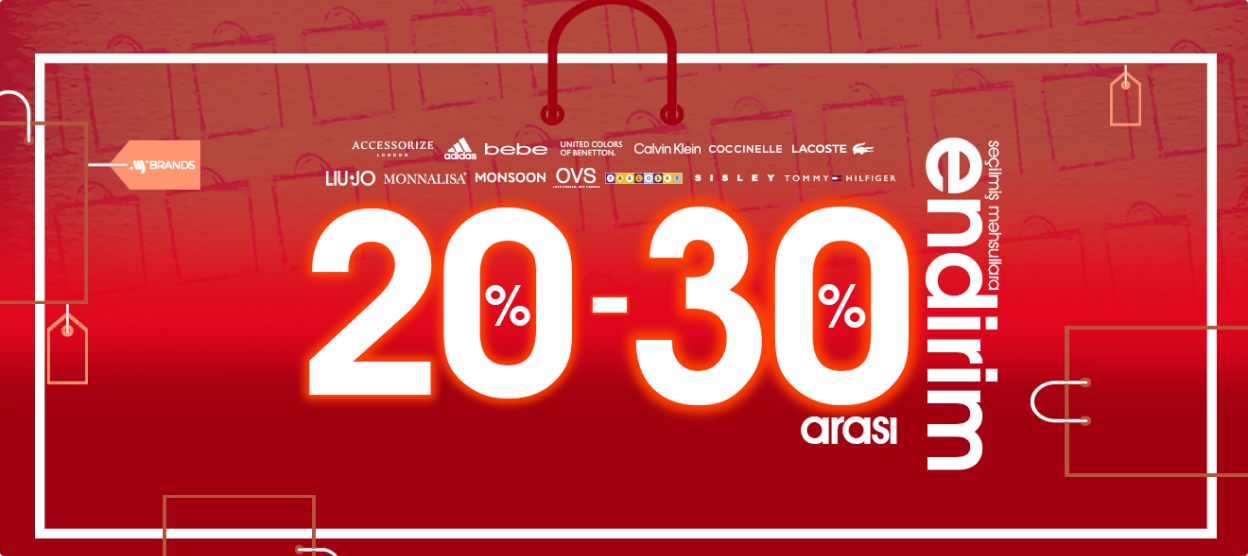 BRANDS
ACCESSORIZE LONDON adidas bebe UNITED COLORS OF BENETTON. Calvin Klein COCCINELLE LACOSTE
LIU·JO MONNALISA MONSOON OVS PABLOSKY SISLEY TOMMY HILFIGER
20%-30%
arası
endirim
seçilmiş məhsullara